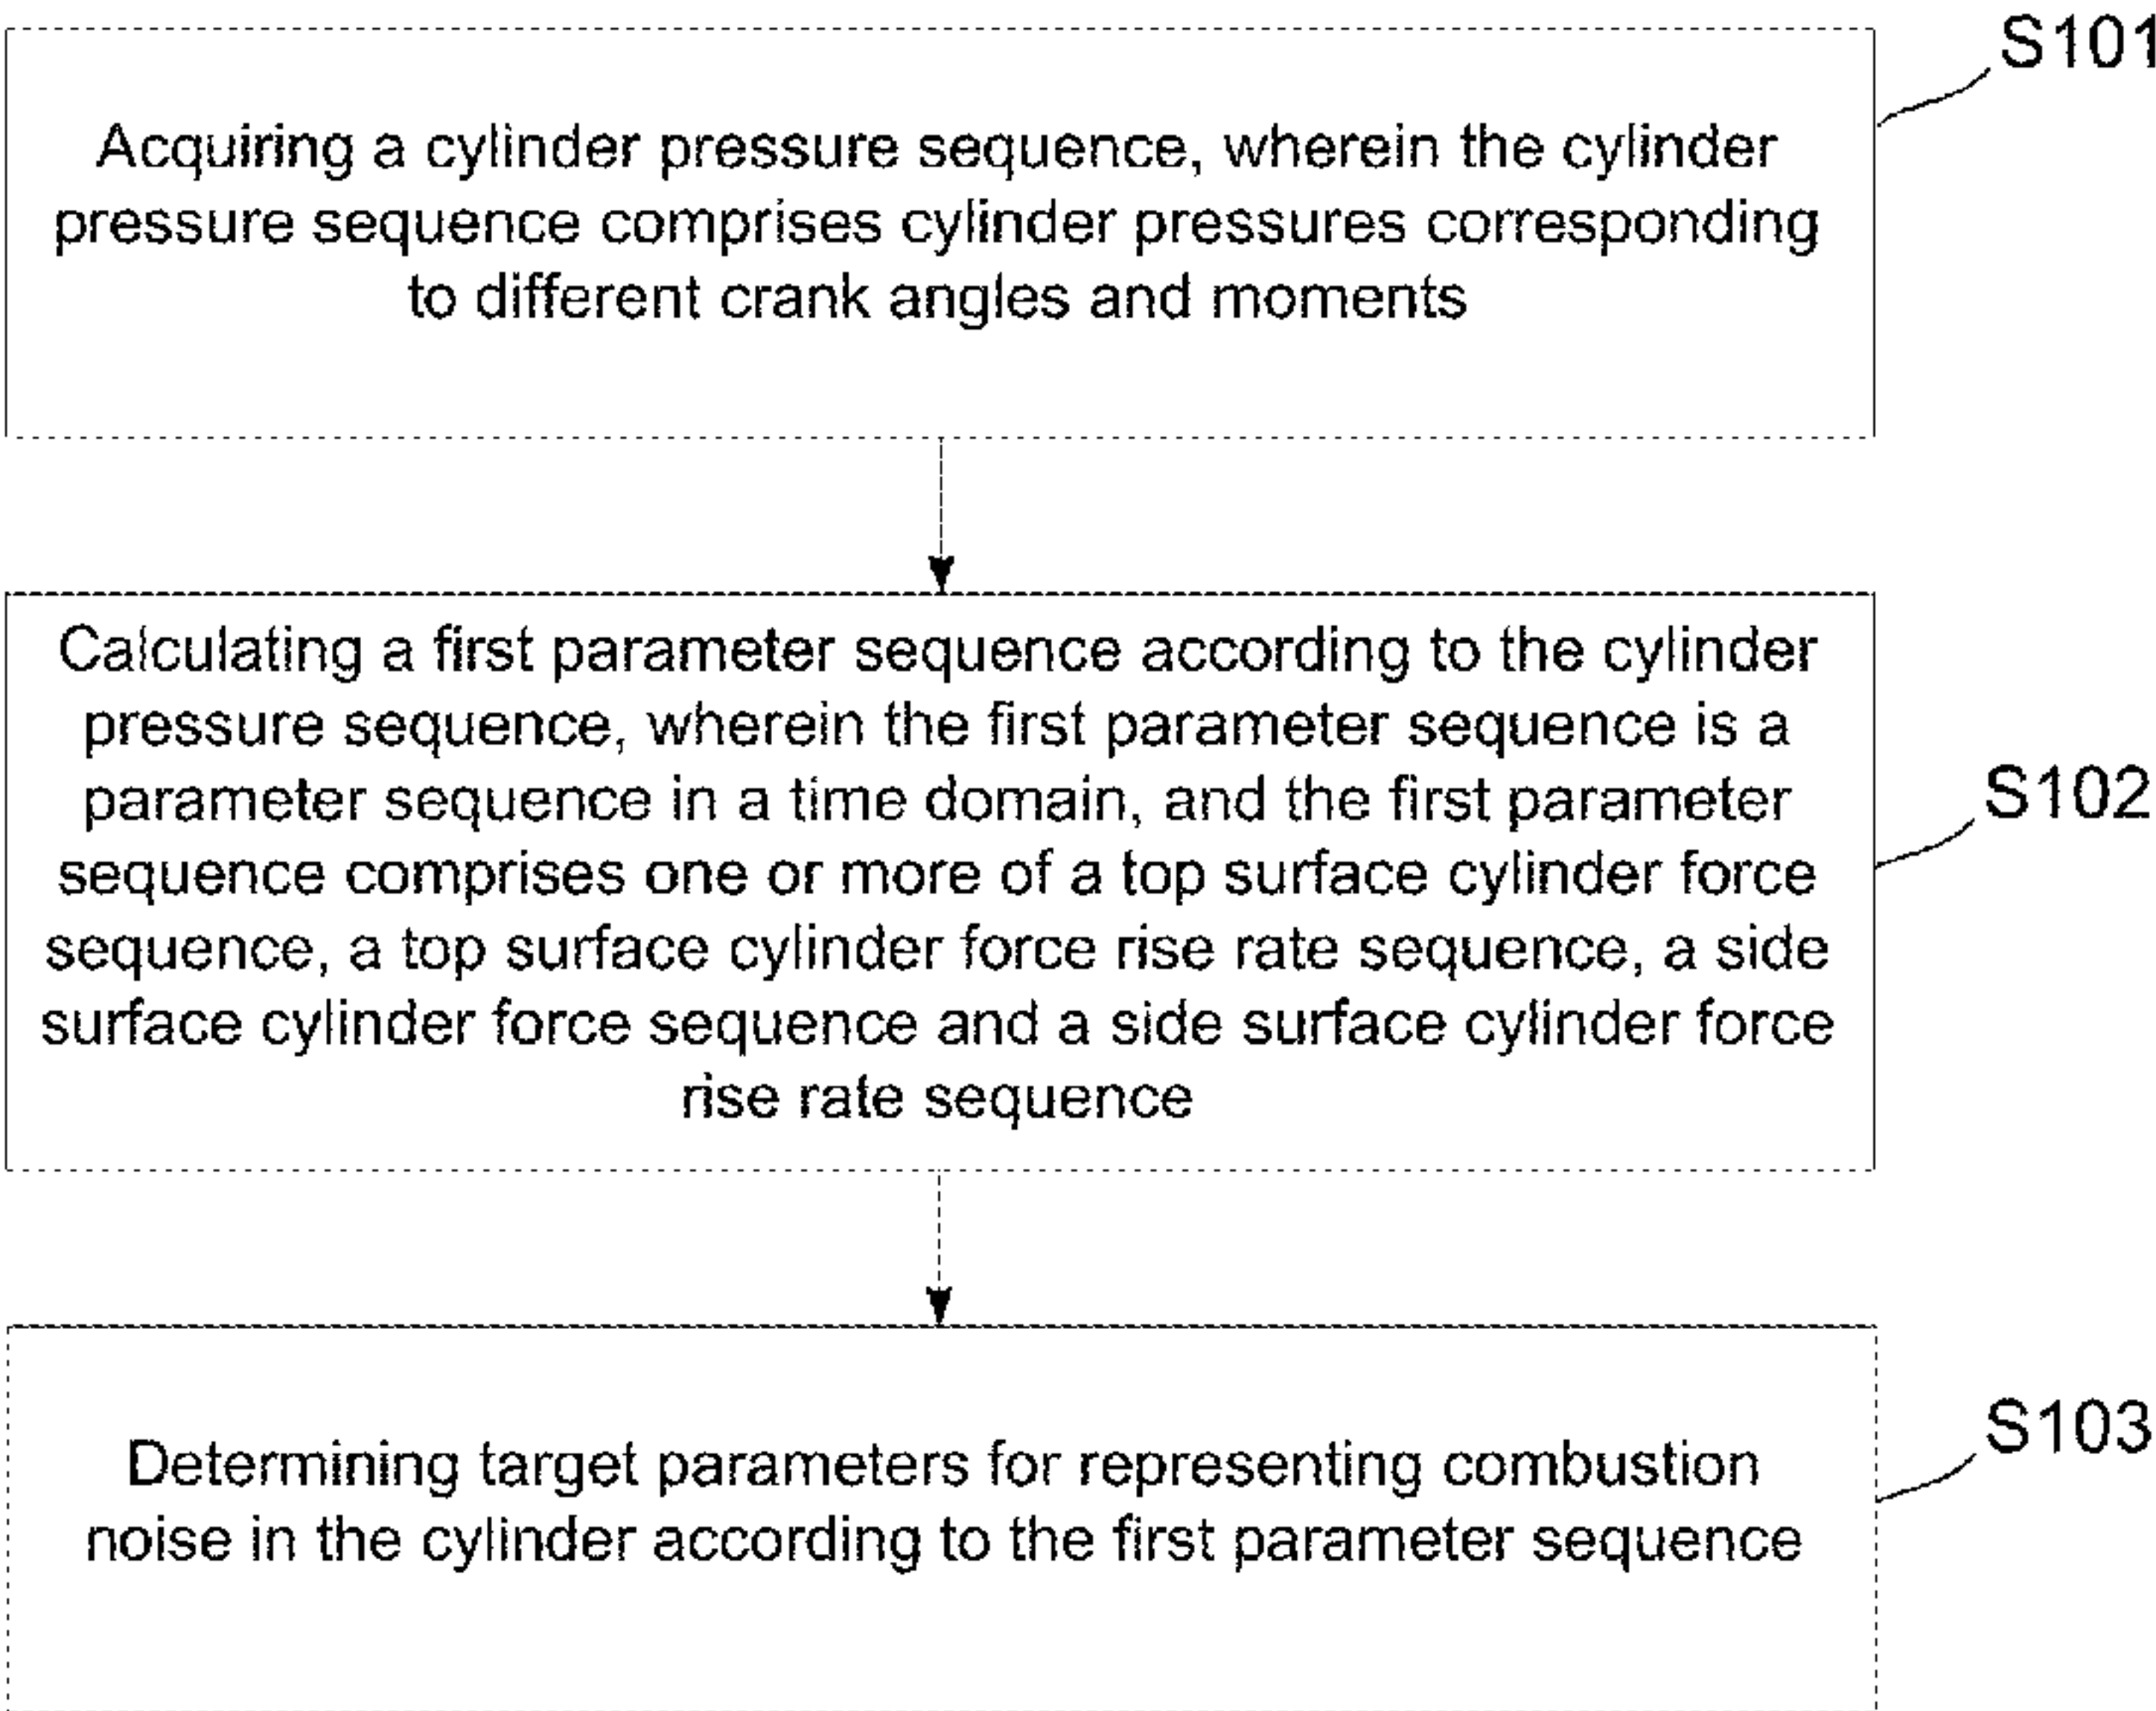 S101
Acquiring a cylinder pressure sequence, wherein the cylinder
pressure sequence comprises cylinder pressures corresponding
to different crank angles and moments
Calculating a first parameter sequence according to the cylinder
pressure sequence, wherein the first parameter sequence is a
parameter sequence in a time domain, and the first parameter
S102
sequence comprises one or more of a top surface cylinder force
sequence, a top surface cylinder force rise rate sequence, a side
surface cylinder force sequence and a side surface cylinder force
rise rate sequence
S103
Determining target parameters for representing combustion
noise in the cylinder according to the first parameter sequence